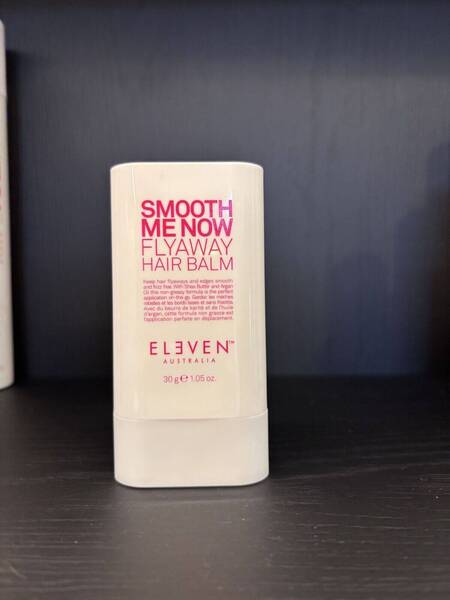 SMOOTH
ME NOW
FLYAWAY
HAIR BALM
Keep hair flyaways and edges smooth
and frizz free. With Shea Butter and Argan
Oil this non-greasy formula is the perfect
application on-the-go. Gardez les mèches
rebelles et les bords lisses et sans frisottis.
Avec du beurre de karité et de l'huile
d'argan, cette formule non grasse est
l'application parfaite en déplacement.
ELEVEN™
AUSTRALIA
30 g ℮ 1.05 oz.